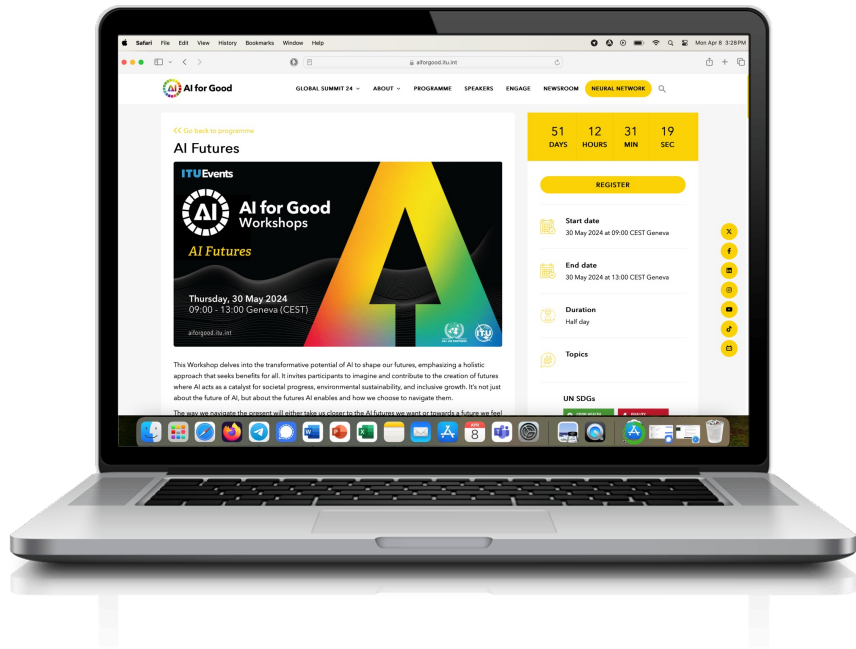 Safari File Edit View History Bookmarks Window Help
Mon Apr 8 3:28PM
aiforgood.itu.int
AI for Good
GLOBAL SUMMIT 24 ABOUT PROGRAMME SPEAKERS ENGAGE NEWSROOM NEURAL NETWORK
<< Go back to programme
AI Futures
ITUEvents
AI
AI for Good
Workshops
AI Futures
Thursday, 30 May 2024
09:00 - 13:00 Geneva (CEST)
aiforgood.itu.int
ITU
This Workshop delves into the transformative potential of AI to shape our futures, emphasizing a holistic
approach that seeks benefits for all. It invites participants to imagine and contribute to the creation of futures
where AI acts as a catalyst for societal progress, environmental sustainability, and inclusive growth. It's not just
about the future of AI, but about the futures AI enables and how we choose to navigate them.
The way we navigate the present will either take us closer to the AI futures we want or towards a future we feel
51 12 31 19
DAYS HOURS MIN SEC
REGISTER
Start date
30 May 2024 at 09:00 CEST Geneva
End date
30 May 2024 at 13:00 CEST Geneva
Duration
Half day
Topics
UN SDGs
8